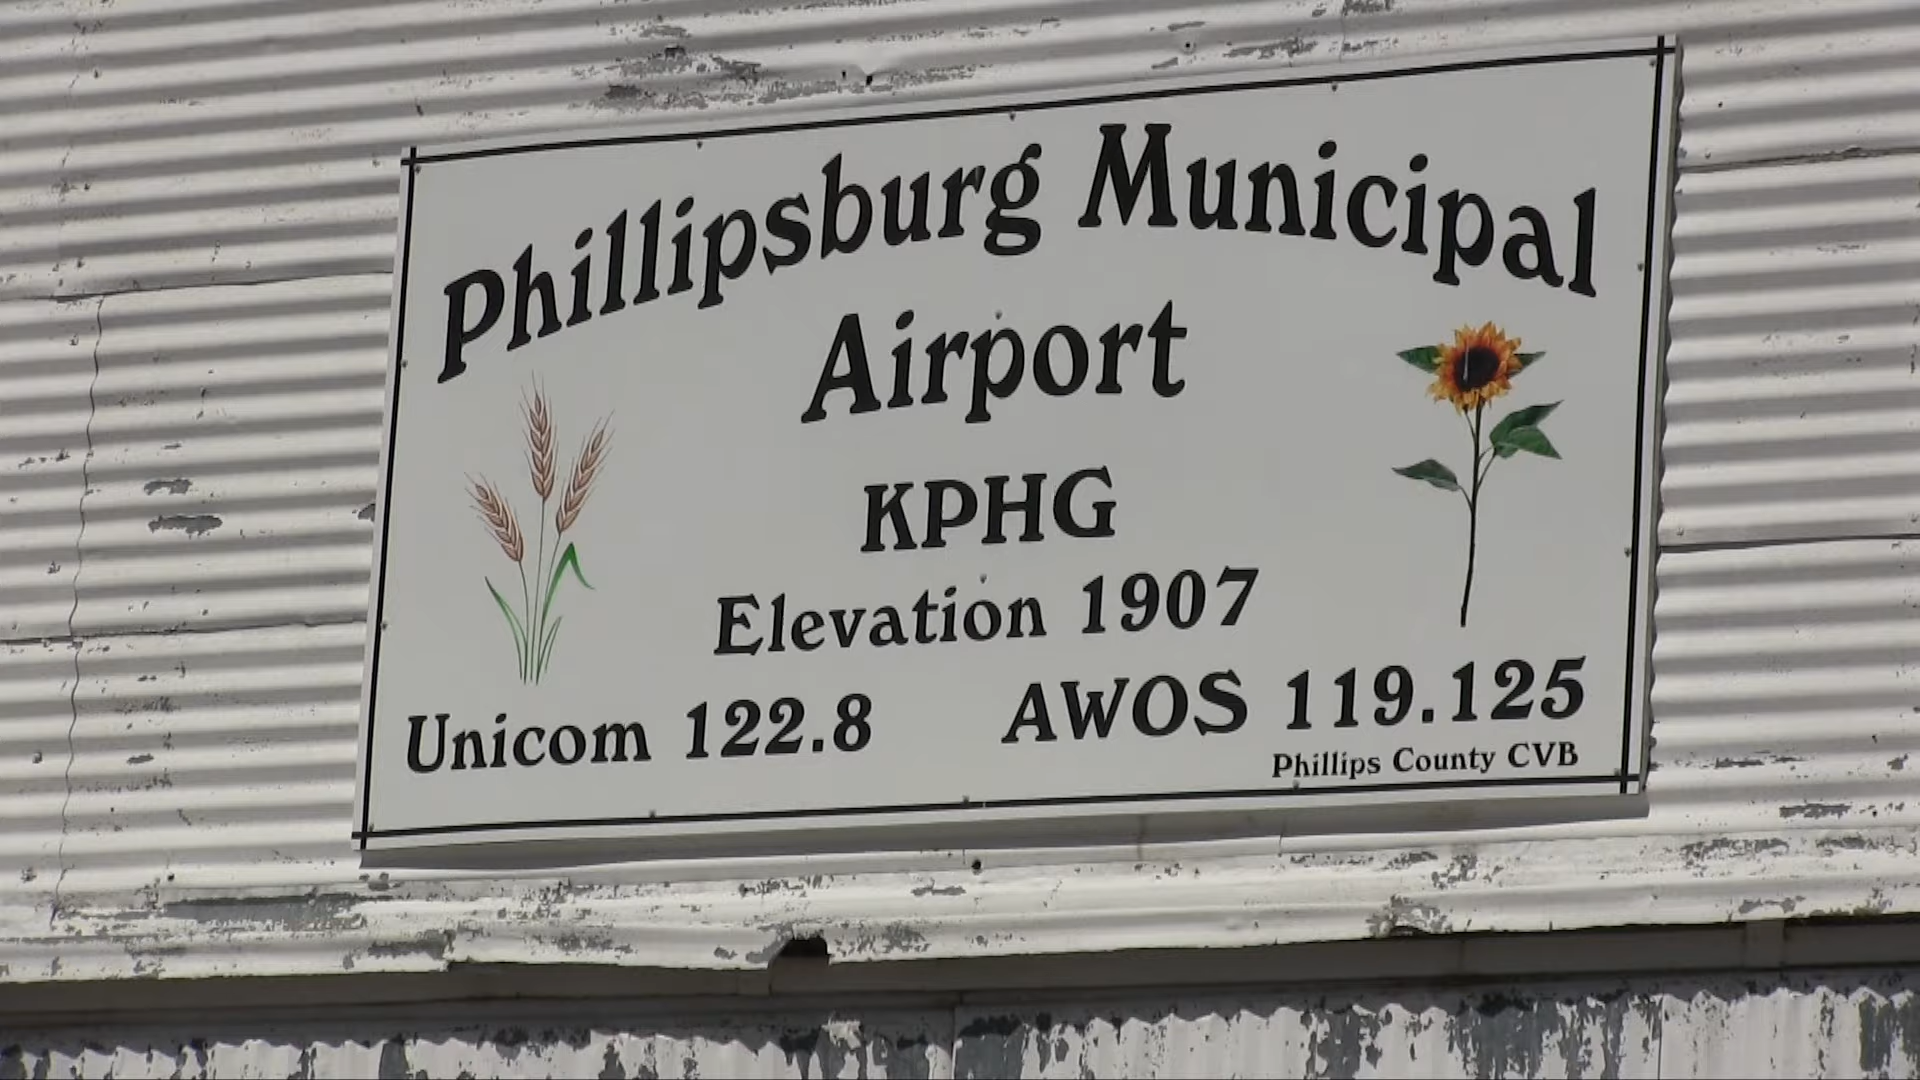 Phillipsburg Municipal
Airport
KPHG
Elevation 1907
Unicom 122.8 AWOS 119.125
Phillips County CVB